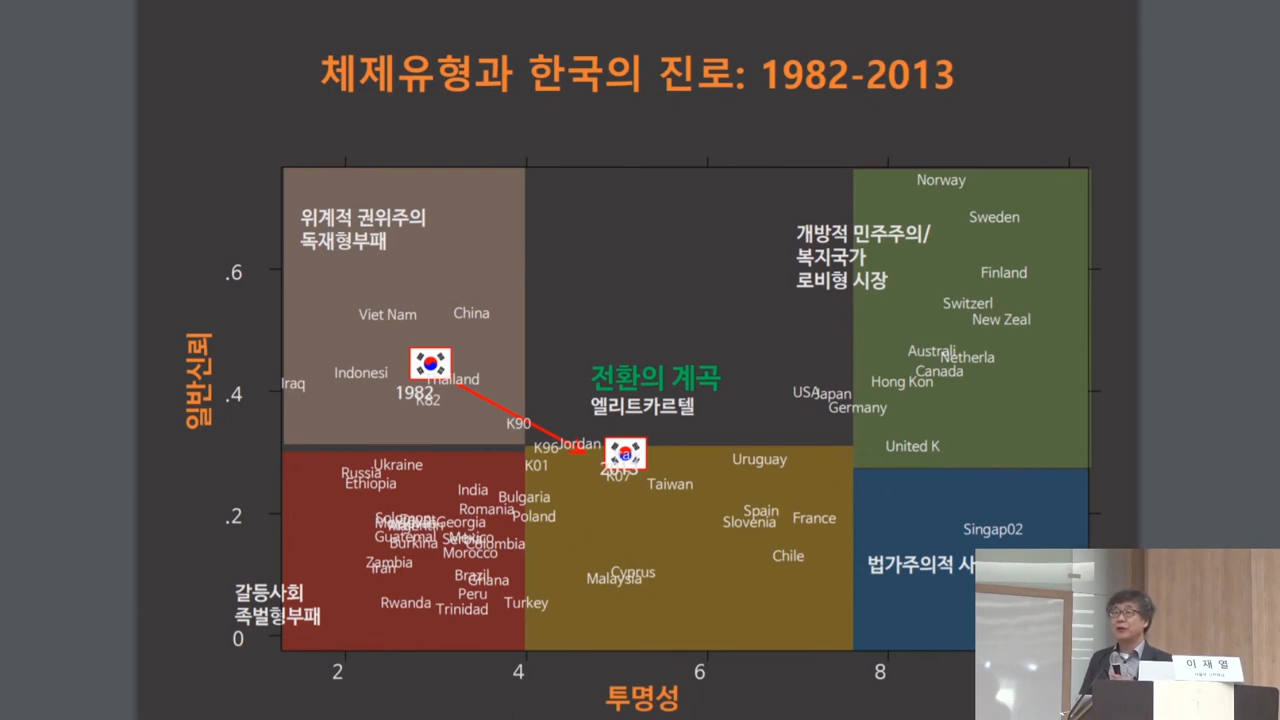 체제유형과 한국의 진로: 1982-2013
위계적 권위주의
독재형부패
개방적 민주주의/
복지국가
로비형 시장
Norway
Sweden
Finland
Switzerl
New Zeal
Australi
Netherla
Canada
Hong Kon
USA
Japan
Germany
United K
Viet Nam
China
Indonesi
Iraq
Thailand
1982
K82
전환의 계곡
엘리트카르텔
K90
K96
Jordan
K01
2013
K07
Uruguay
Taiwan
Spain
Slovenia
France
Chile
Cyprus
Malaysia
Ukraine
Russia
Ethiopia
India
Bulgaria
Romania
Poland
Georgia
Guatemal
Mexico
Burkina
Colombia
Morocco
Zambia
Iran
Brazil
Ghana
Peru
Rwanda
Trinidad
Turkey
갈등사회
족벌형부패
Singap02
법가주의적 사
일반신뢰
.6
.4
.2
0
2
4
6
8
투명성
이 재 열